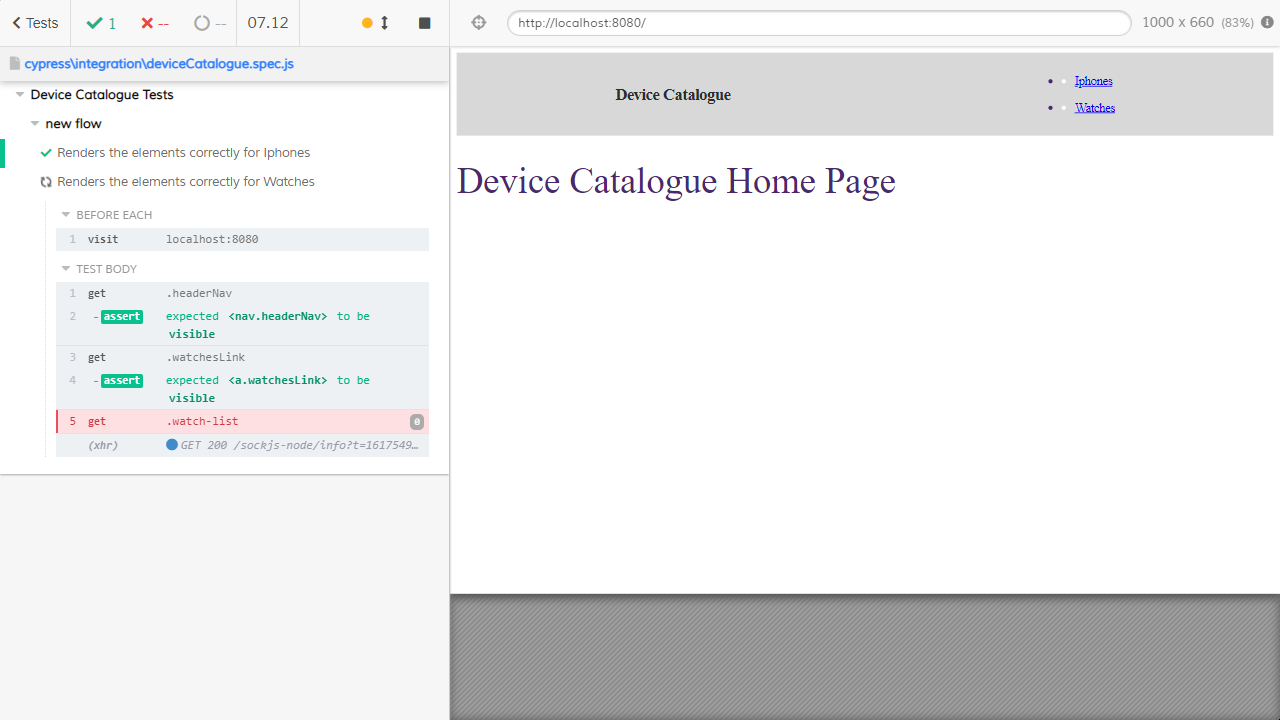 Tests 1 -- -- 07.12
cypress\integration\deviceCatalogue.spec.js
Device Catalogue Tests
new flow
Renders the elements correctly for Iphones
Renders the elements correctly for Watches
BEFORE EACH
1 visit localhost:8080
TEST BODY
1 get .headerNav
2 -assert expected <nav.headerNav> to be
visible
3 get .watchesLink
4 -assert expected <a.watchesLink> to be
visible
5 get .watch-list 0
(xhr) GET 200 /sockjs-node/info?t=1617549…
http://localhost:8080/ 1000 x 660 (83%)
Device Catalogue
Iphones
Watches
Device Catalogue Home Page